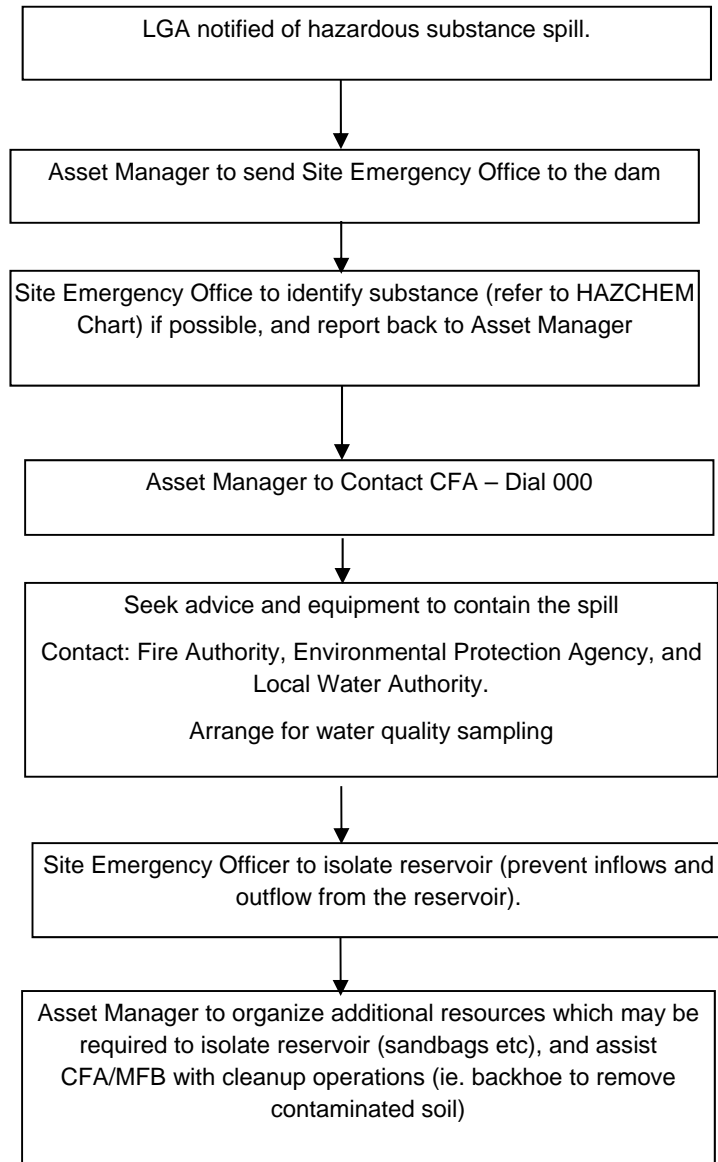 LGA notified of hazardous substance spill.
Asset Manager to send Site Emergency Office to the dam
Site Emergency Office to identify substance (refer to HAZCHEM
Chart) if possible, and report back to Asset Manager
Asset Manager to Contact CFA – Dial 000
Seek advice and equipment to contain the spill
Contact: Fire Authority, Environmental Protection Agency, and
Local Water Authority.
Arrange for water quality sampling
Site Emergency Officer to isolate reservoir (prevent inflows and
outflow from the reservoir).
Asset Manager to organize additional resources which may be
required to isolate reservoir (sandbags etc), and assist
CFA/MFB with cleanup operations (ie. backhoe to remove
contaminated soil)